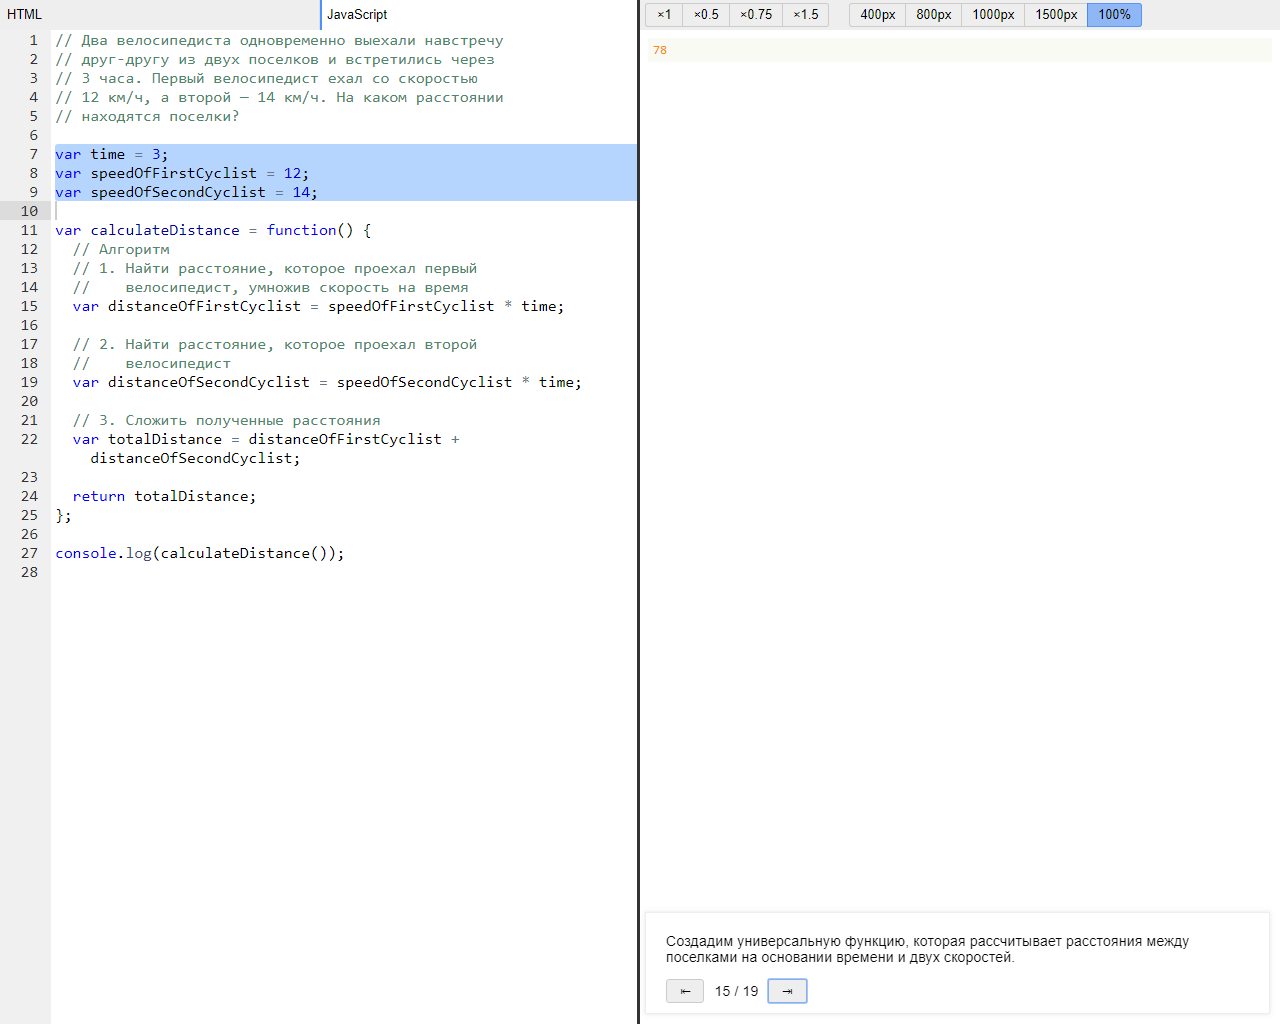 HTML
JavaScript
×1 ×0.5 ×0.75 ×1.5 400px 800px 1000px 1500px 100%
1 // Два велосипедиста одновременно выехали навстречу
2 // друг-другу из двух поселков и встретились через
3 // 3 часа. Первый велосипедист ехал со скоростью
4 // 12 км/ч, а второй — 14 км/ч. На каком расстоянии
5 // находятся поселки?
6
7 var time = 3;
8 var speedOfFirstCyclist = 12;
9 var speedOfSecondCyclist = 14;
10
11 var calculateDistance = function() {
12   // Алгоритм
13   // 1. Найти расстояние, которое проехал первый
14   //    велосипедист, умножив скорость на время
15   var distanceOfFirstCyclist = speedOfFirstCyclist * time;
16
17   // 2. Найти расстояние, которое проехал второй
18   //    велосипедист
19   var distanceOfSecondCyclist = speedOfSecondCyclist * time;
20
21   // 3. Сложить полученные расстояния
22   var totalDistance = distanceOfFirstCyclist +
    distanceOfSecondCyclist;
23
24   return totalDistance;
25 };
26
27 console.log(calculateDistance());
28
78
Создадим универсальную функцию, которая рассчитывает расстояния между
поселками на основании времени и двух скоростей.
⇤ 15 / 19 ⇥